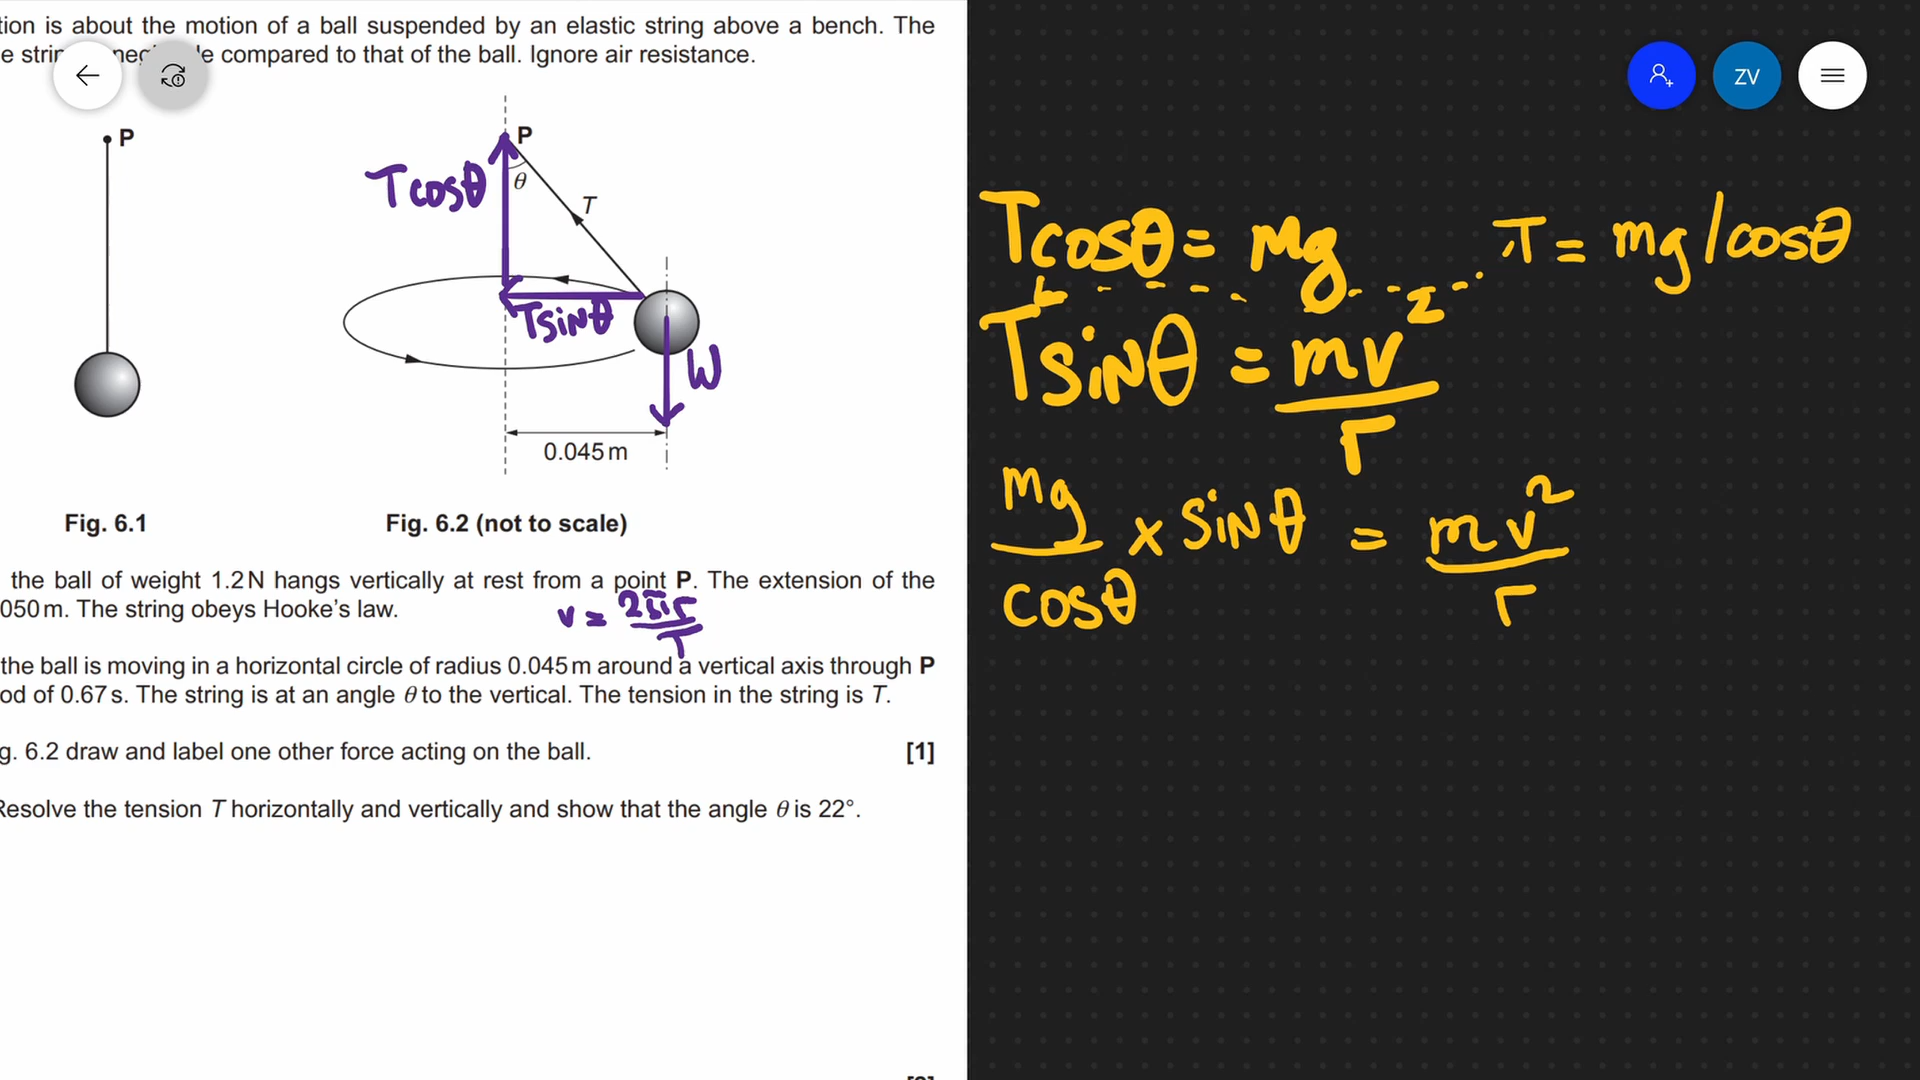 tion is about the motion of a ball suspended by an elastic string above a bench. The
e compared to that of the ball. Ignore air resistance.
ZV
P
P
θ
T
Tcosθ
Tsinθ
W
0.045 m
Fig. 6.1
Fig. 6.2 (not to scale)
the ball of weight 1.2 N hangs vertically at rest from a point P. The extension of the
050 m. The string obeys Hooke's law.
v = 2πr/T
the ball is moving in a horizontal circle of radius 0.045 m around a vertical axis through P
od of 0.67 s. The string is at an angle θ to the vertical. The tension in the string is T.
g. 6.2 draw and label one other force acting on the ball. [1]
Resolve the tension T horizontally and vertically and show that the angle θ is 22°.
Tcosθ = mg T = mg/cosθ
Tsinθ = mv²/r
mg/cosθ × sinθ = mv²/r